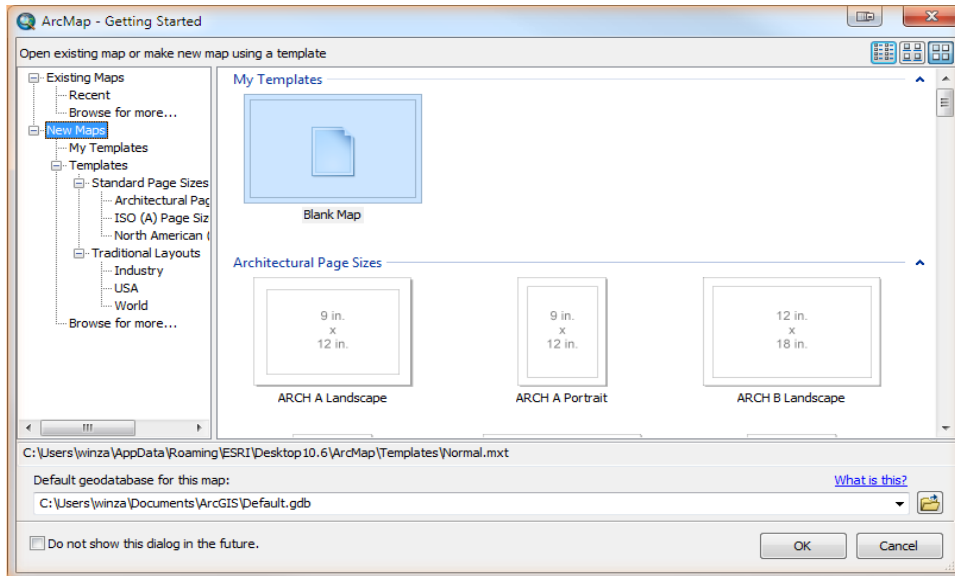 ArcMap - Getting Started
Open existing map or make new map using a template
Existing Maps
Recent
Browse for more...
New Maps
My Templates
Templates
Standard Page Sizes
Architectural Pag
ISO (A) Page Siz
North American (
Traditional Layouts
Industry
USA
World
Browse for more...
My Templates
Blank Map
Architectural Page Sizes
9 in.
x
12 in.
ARCH A Landscape
9 in.
x
12 in.
ARCH A Portrait
12 in.
x
18 in.
ARCH B Landscape
C:\Users\winza\AppData\Roaming\ESRI\Desktop10.6\ArcMap\Templates\Normal.mxt
Default geodatabase for this map:
What is this?
C:\Users\winza\Documents\ArcGIS\Default.gdb
Do not show this dialog in the future.
OK
Cancel